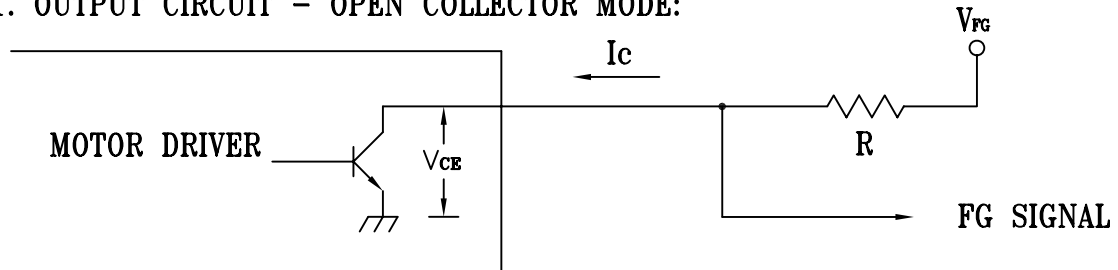 . OUTPUT CIRCUIT - OPEN COLLECTOR MODE:
VFG
Ic
MOTOR DRIVER
VCE
R
FG SIGNAL